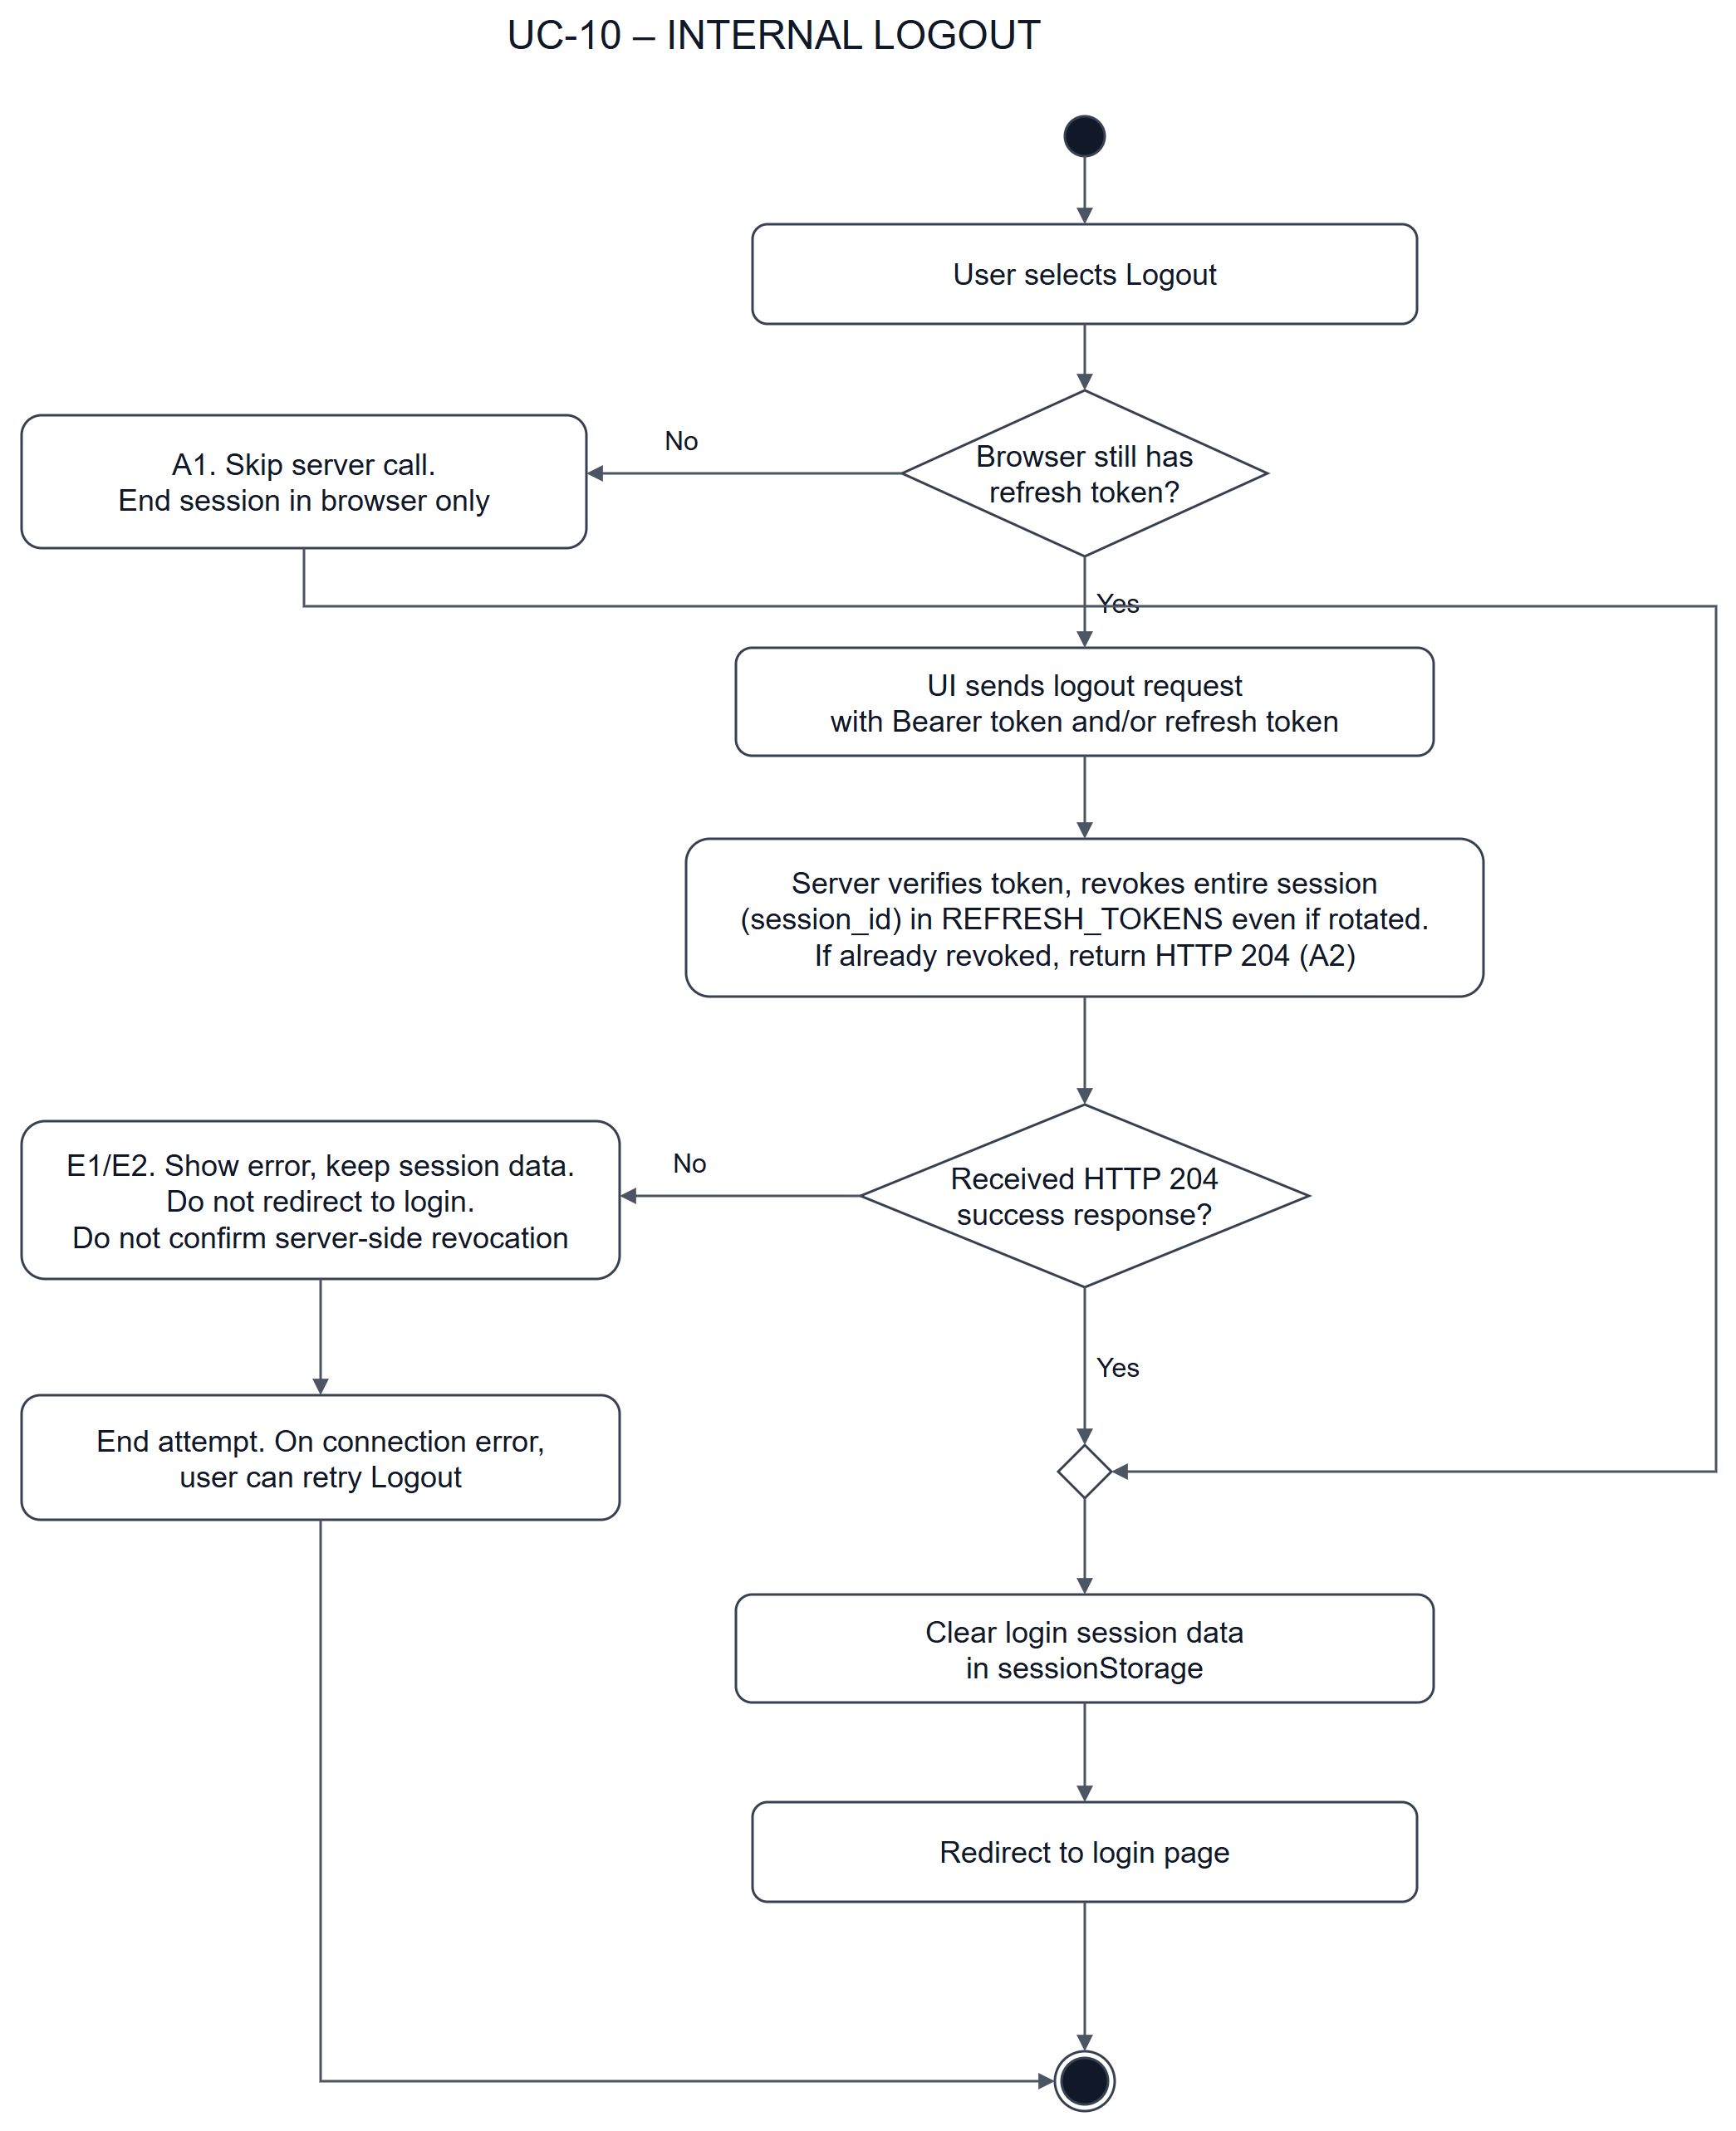 UC-10 – INTERNAL LOGOUT
User selects Logout
Browser still has
refresh token?
No
A1. Skip server call.
End session in browser only
Yes
UI sends logout request
with Bearer token and/or refresh token
Server verifies token, revokes entire session
(session_id) in REFRESH_TOKENS even if rotated.
If already revoked, return HTTP 204 (A2)
Received HTTP 204
success response?
No
E1/E2. Show error, keep session data.
Do not redirect to login.
Do not confirm server-side revocation
Yes
End attempt. On connection error,
user can retry Logout
Clear login session data
in sessionStorage
Redirect to login page